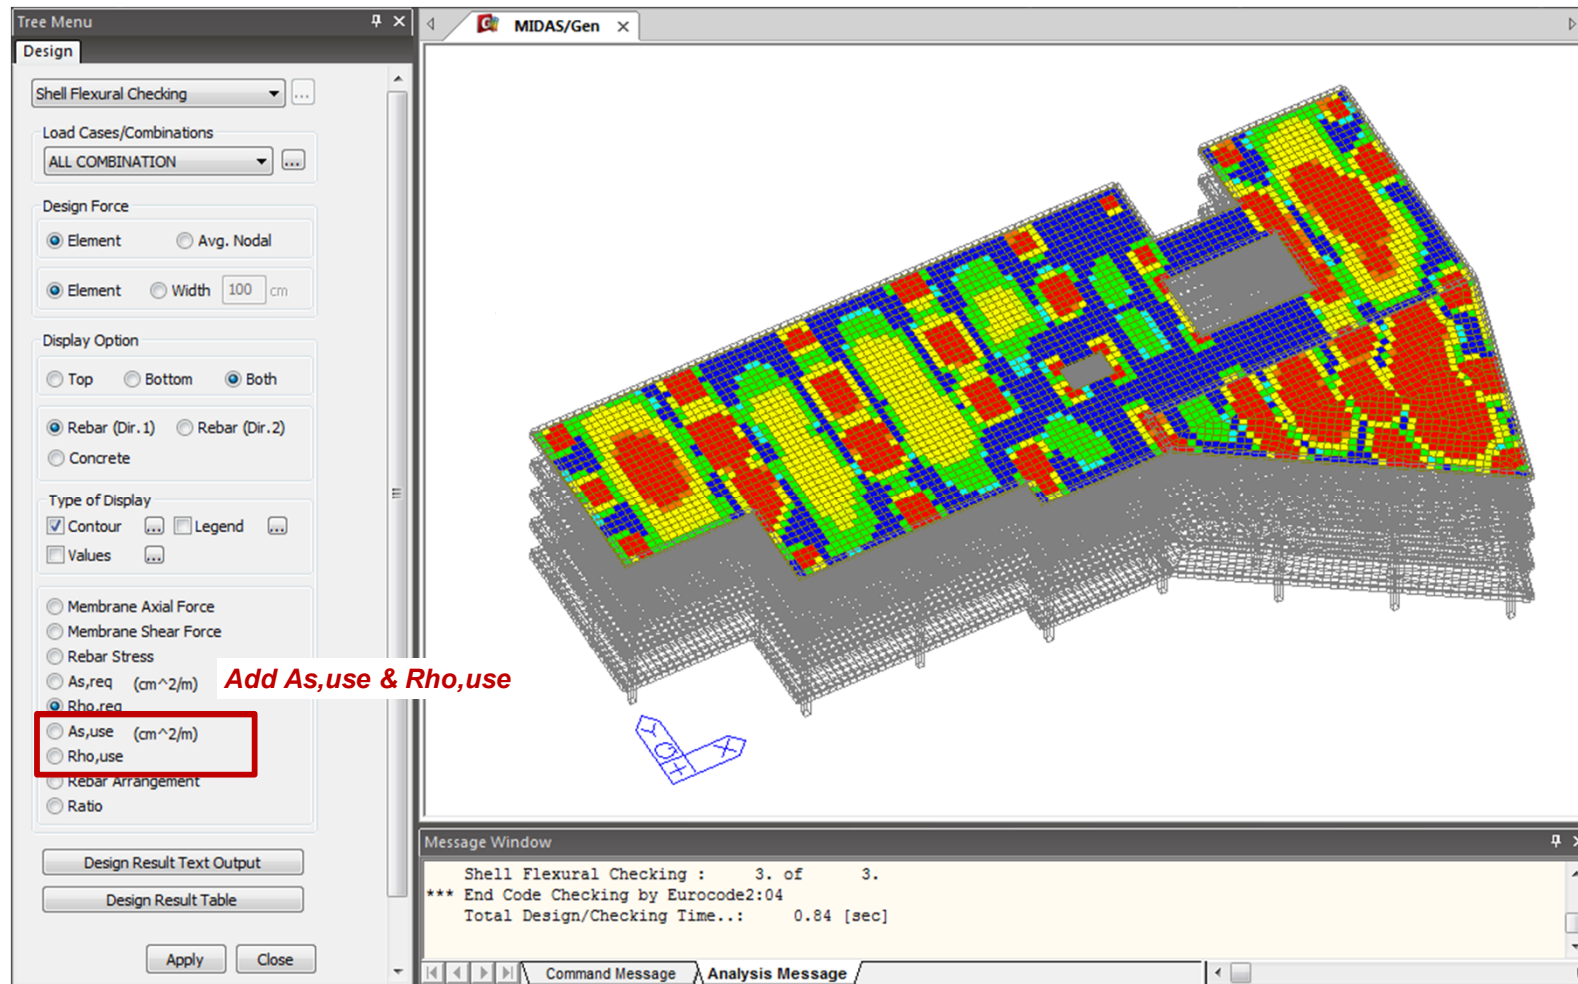 Tree Menu
Design
Shell Flexural Checking
...
Load Cases/Combinations
ALL COMBINATION
...
Design Force
Element Avg. Nodal
Element Width 100 cm
Display Option
Top Bottom Both
Rebar (Dir.1) Rebar (Dir.2)
Concrete
Type of Display
Contour ... Legend ...
Values ...
Membrane Axial Force
Membrane Shear Force
Rebar Stress
As,req (cm^2/m)
Rho,req
As,use (cm^2/m)
Rho,use
Rebar Arrangement
Ratio
Add As,use & Rho,use
Design Result Text Output
Design Result Table
Apply Close
MIDAS/Gen
Y X
Message Window
Shell Flexural Checking : 3. of 3.
*** End Code Checking by Eurocode2:04
Total Design/Checking Time..: 0.84 [sec]
Command Message Analysis Message